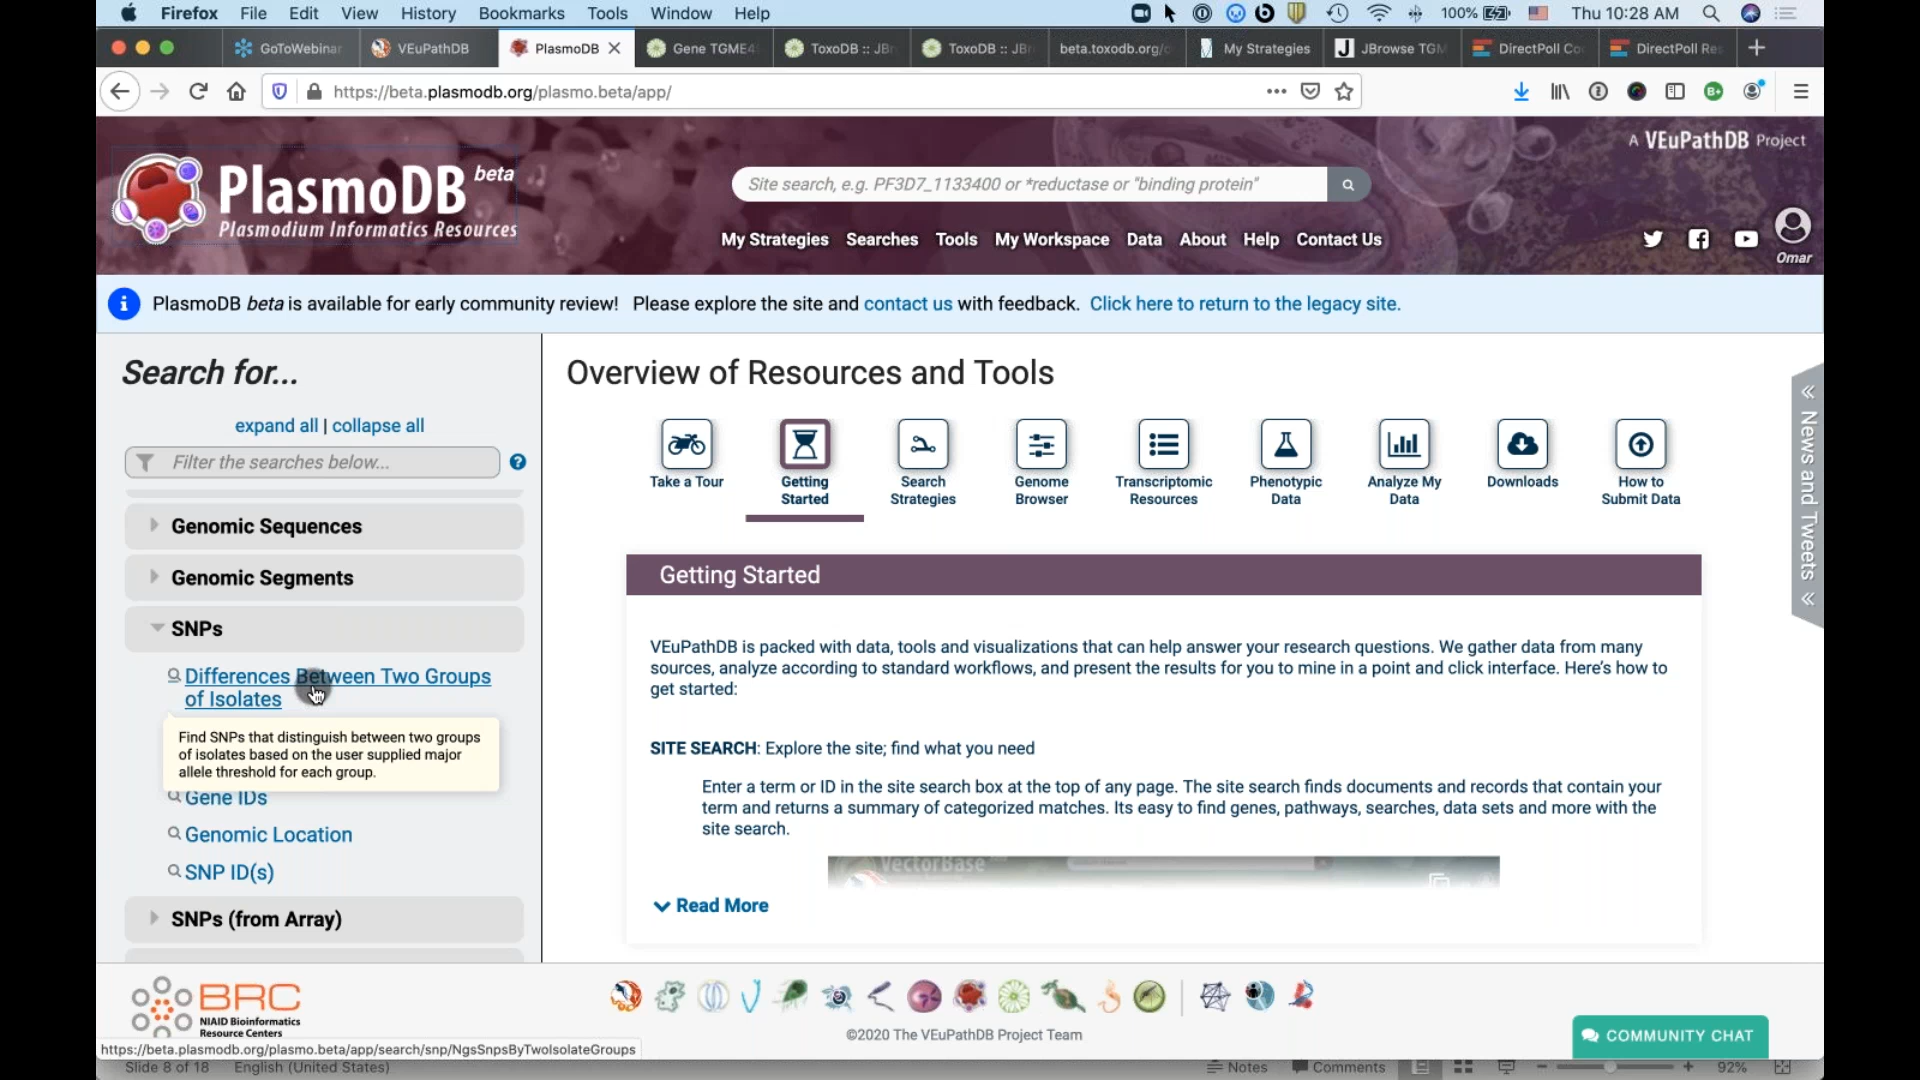 Firefox File Edit View History Bookmarks Tools Window Help 100% Thu 10:28 AM
GoToWebinar VEuPathDB PlasmoDB Gene TGME4 ToxoDB :: JBr ToxoDB :: JBr beta.toxodb.org/ My Strategies JBrowse TGM DirectPoll Co DirectPoll Res
https://beta.plasmodb.org/plasmo.beta/app/
A VEuPathDB Project
PlasmoDB beta
Plasmodium Informatics Resources
Site search, e.g. PF3D7_1133400 or *reductase or "binding protein"
My Strategies Searches Tools My Workspace Data About Help Contact Us
Omar
PlasmoDB beta is available for early community review! Please explore the site and contact us with feedback. Click here to return to the legacy site.
Search for...
expand all | collapse all
Filter the searches below...
Genomic Sequences
Genomic Segments
SNPs
Differences Between Two Groups
of Isolates
Find SNPs that distinguish between two groups
of isolates based on the user supplied major
allele threshold for each group.
Gene IDs
Genomic Location
SNP ID(s)
SNPs (from Array)
Overview of Resources and Tools
Take a Tour
Getting
Started
Search
Strategies
Genome
Browser
Transcriptomic
Resources
Phenotypic
Data
Analyze My
Data
Downloads
How to
Submit Data
News and Tweets
Getting Started
VEuPathDB is packed with data, tools and visualizations that can help answer your research questions. We gather data from many
sources, analyze according to standard workflows, and present the results for you to mine in a point and click interface. Here's how to
get started:
SITE SEARCH: Explore the site; find what you need
Enter a term or ID in the site search box at the top of any page. The site search finds documents and records that contain your
term and returns a summary of categorized matches. Its easy to find genes, pathways, searches, data sets and more with the
site search.
VectorBase
Read More
BRC
NIAID Bioinformatics
Resource Centers
©2020 The VEuPathDB Project Team
COMMUNITY CHAT
https://beta.plasmodb.org/plasmo.beta/app/search/snp/NgsSnpsByTwoIsolateGroups
Slide 8 of 18 English (United States) Notes Comments 92%